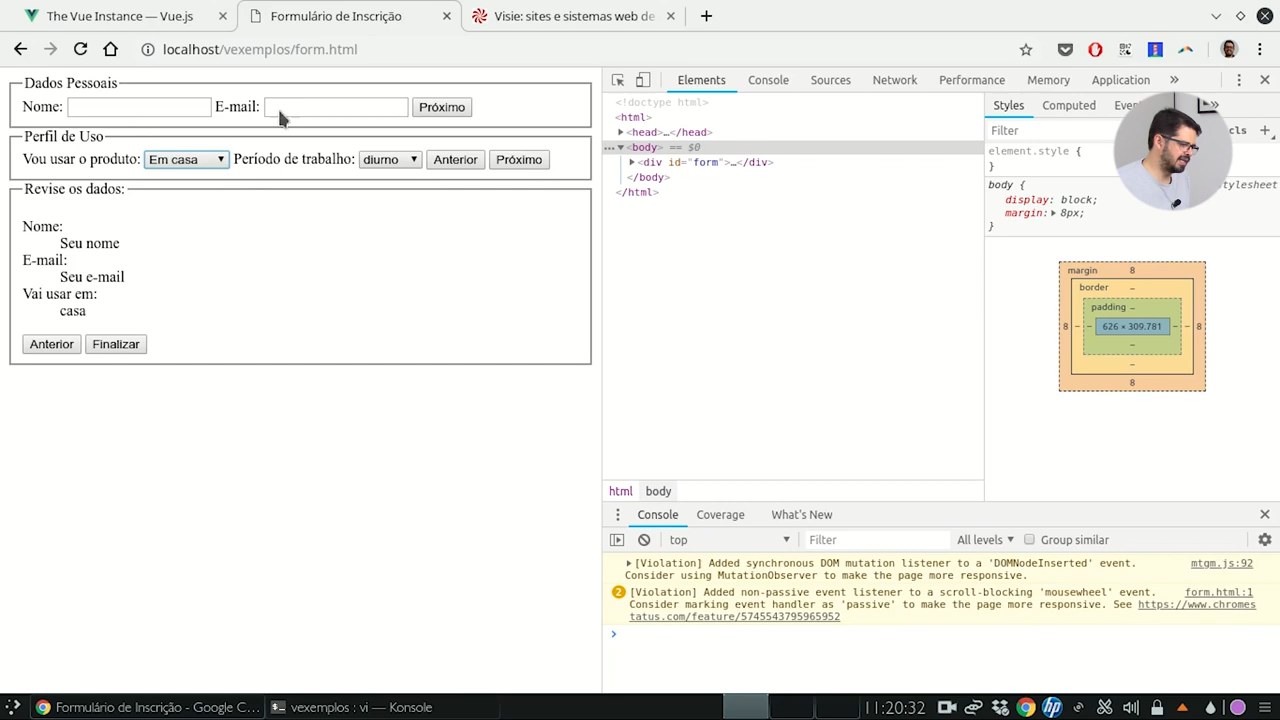 The Vue Instance — Vue.js
Formulário de Inscrição
Visie: sites e sistemas web de
localhost/vexemplos/form.html
Dados Pessoais
Nome:
E-mail:
Próximo
Perfil de Uso
Vou usar o produto: Em casa Período de trabalho: diurno Anterior Próximo
Revise os dados:
Nome:
Seu nome
E-mail:
Seu e-mail
Vai usar em:
casa
Anterior Finalizar
Elements Console Sources Network Performance Memory Application »
<!doctype html>
<html>
<head>…</head>
<body> == $0
<div id="form">…</div>
</body>
</html>
html body
Styles Computed
Filter
element.style {
}
body {
display: block;
margin: 8px;
}
margin 8
border –
padding –
8 – – 626 × 309.781 – – 8
–
–
8
Console Coverage What's New
top Filter All levels Group similar
[Violation] Added synchronous DOM mutation listener to a 'DOMNodeInserted' event. mtgm.js:92
Consider using MutationObserver to make the page more responsive.
2 [Violation] Added non-passive event listener to a scroll-blocking 'mousewheel' event. form.html:1
Consider marking event handler as 'passive' to make the page more responsive. See https://www.chromes
tatus.com/feature/5745543795965952
Formulário de Inscrição - Google C… vexemplos : vi — Konsole 11:20:32